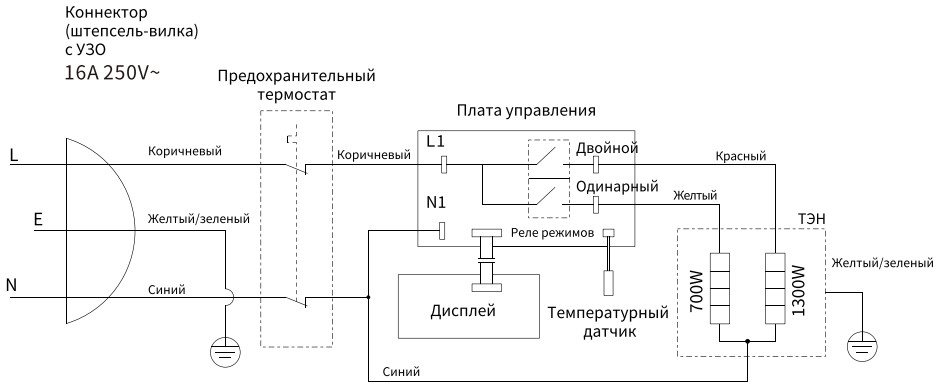 Коннектор
(штепсель-вилка)
с УЗО
16A 250V~
Предохранительный
термостат
Плата управления
L
Коричневый
Коричневый
L1
Двойной
Красный
E
Желтый/зеленый
N1
Одинарный
Желтый
Реле режимов
ТЭН
N
Синий
Дисплей
Температурный
датчик
700W
1300W
Желтый/зеленый
Синий